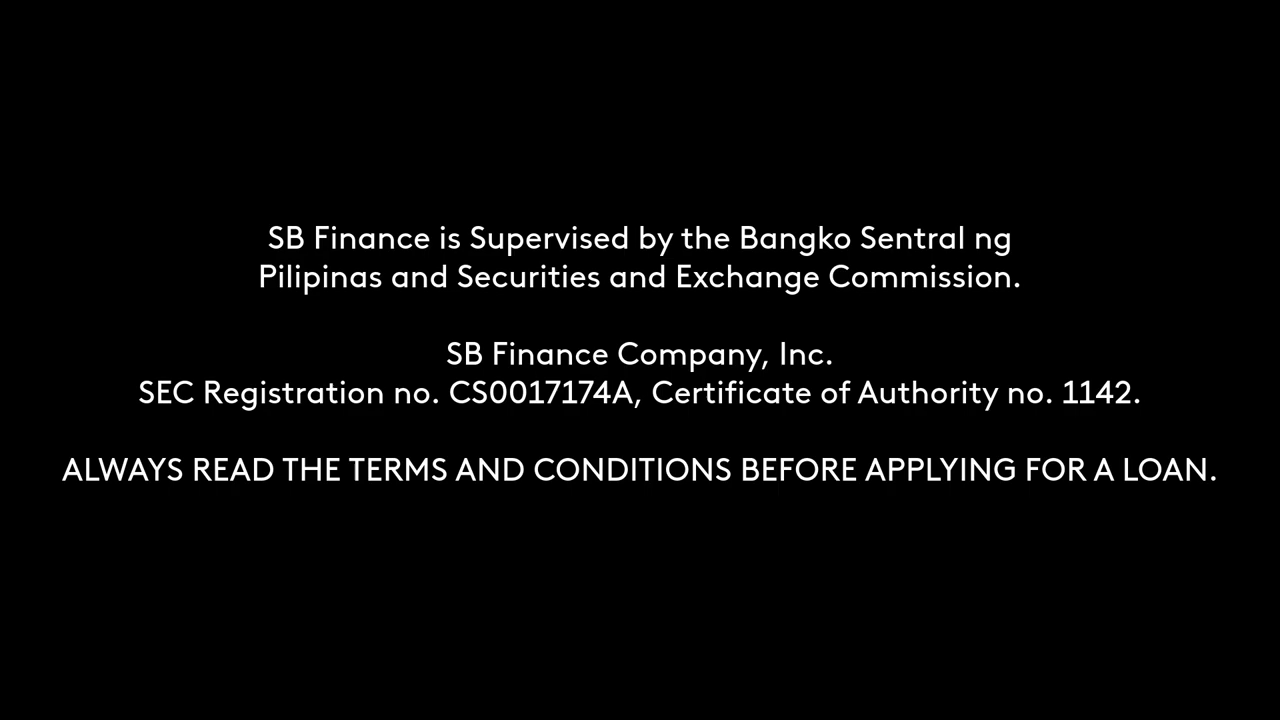 SB Finance is Supervised by the Bangko Sentral ng
Pilipinas and Securities and Exchange Commission.
SB Finance Company, Inc.
SEC Registration no. CS0017174A, Certificate of Authority no. 1142.
ALWAYS READ THE TERMS AND CONDITIONS BEFORE APPLYING FOR A LOAN.